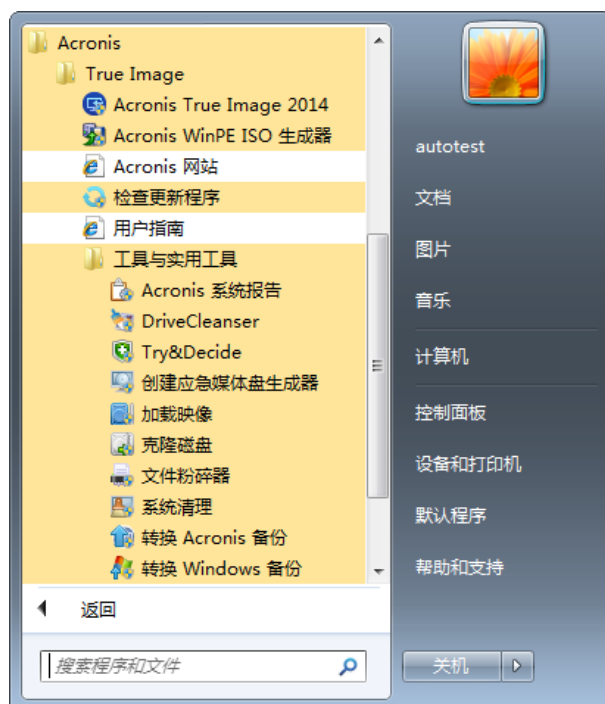 Acronis
True Image
Acronis True Image 2014
Acronis WinPE ISO 生成器
Acronis 网站
检查更新程序
用户指南
工具与实用工具
Acronis 系统报告
DriveCleanser
Try&Decide
创建应急媒体盘生成器
加载映像
克隆磁盘
文件粉碎器
系统清理
转换 Acronis 备份
转换 Windows 备份
返回
搜索程序和文件
autotest
文档
图片
音乐
计算机
控制面板
设备和打印机
默认程序
帮助和支持
关机